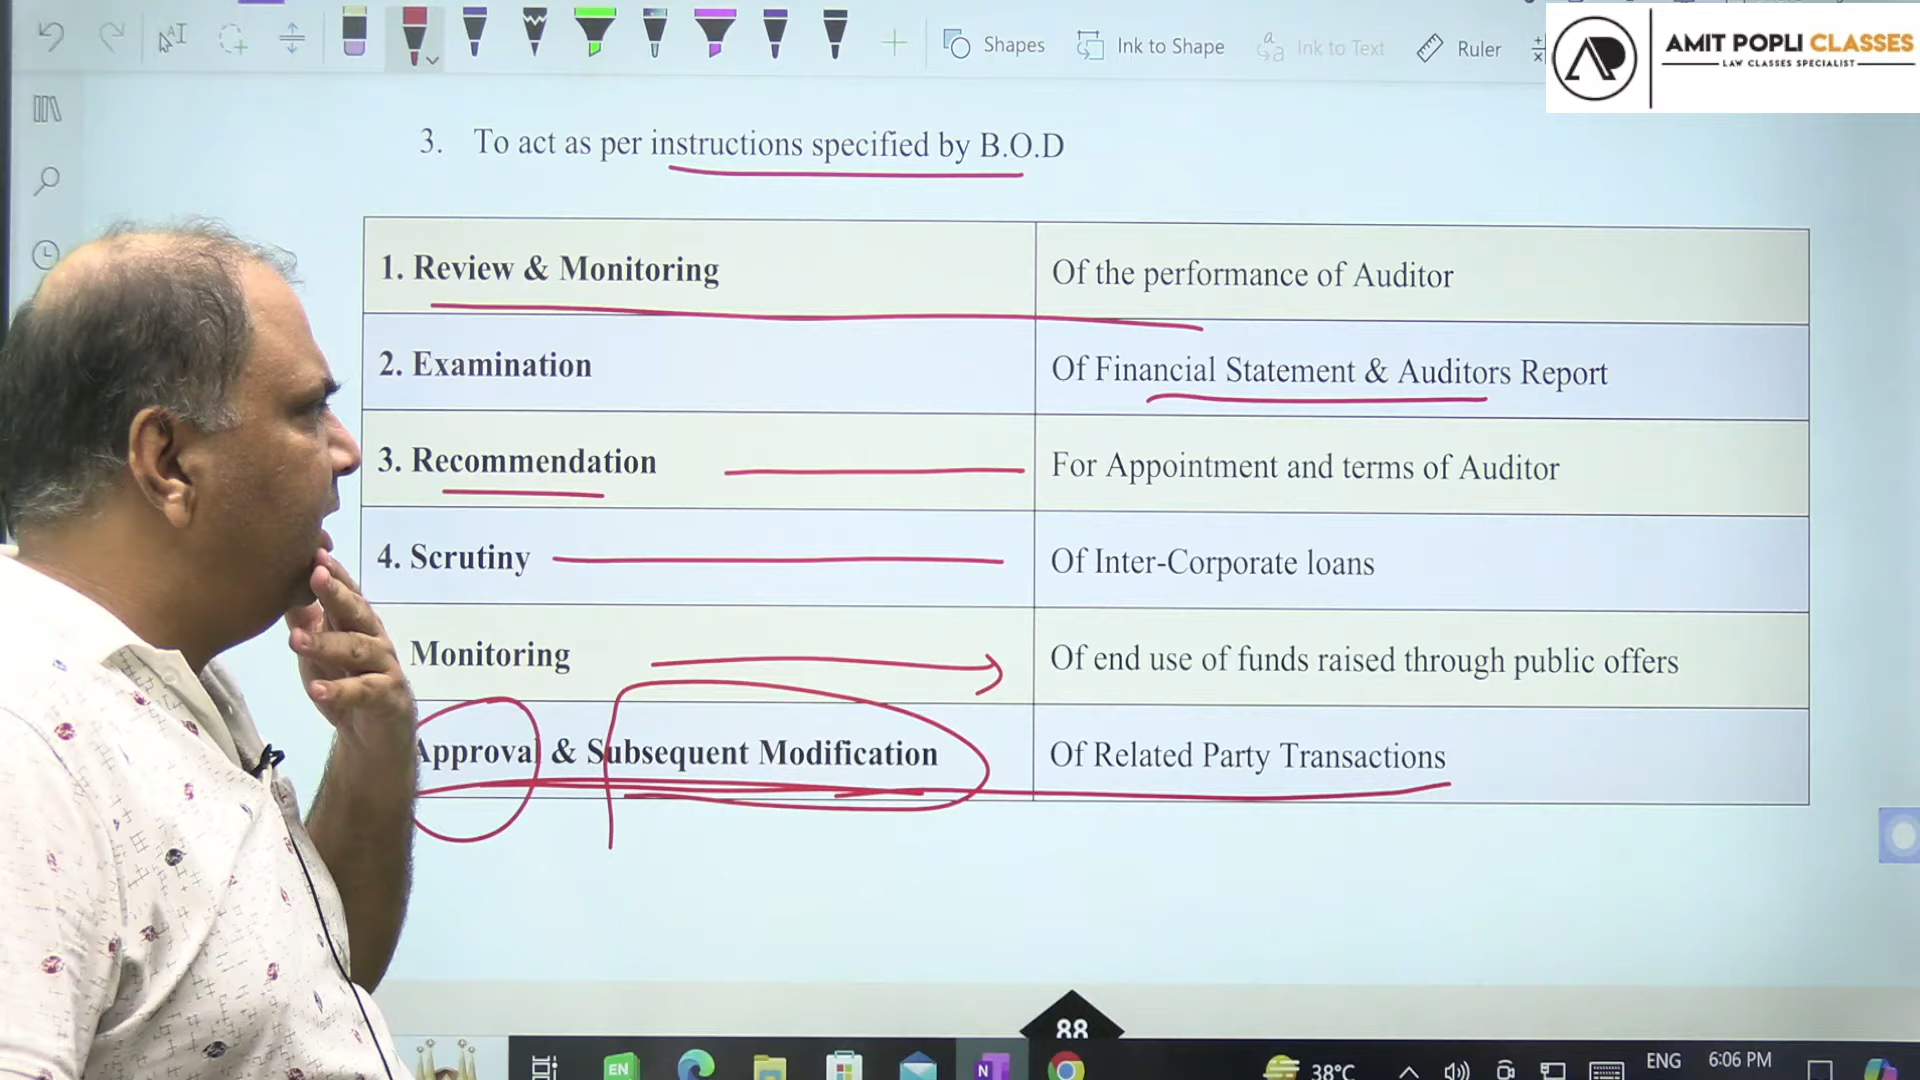 Shapes
Ink to Shape
Ink to Text
Ruler
AMIT POPLI CLASSES
LAW CLASSES SPECIALIST
3. To act as per instructions specified by B.O.D
1. Review & Monitoring
Of the performance of Auditor
2. Examination
Of Financial Statement & Auditors Report
3. Recommendation
For Appointment and terms of Auditor
4. Scrutiny
Of Inter-Corporate loans
Monitoring
Of end use of funds raised through public offers
Approval & Subsequent Modification
Of Related Party Transactions
88
EN
N
38°C
ENG
6:06 PM